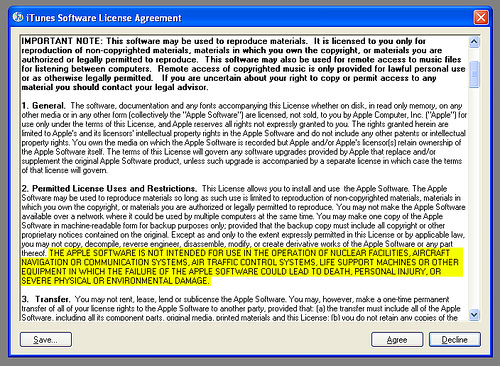 iTunes Software License Agreement
IMPORTANT NOTE: This software may be used to reproduce materials. It is licensed to you only for
reproduction of non-copyrighted materials, materials in which you own the copyright, or materials you are
authorized or legally permitted to reproduce. This software may also be used for remote access to music files
for listening between computers. Remote access of copyrighted music is only provided for lawful personal use
or as otherwise legally permitted. If you are uncertain about your right to copy or permit access to any
material you should contact your legal advisor.
1. General. The software, documentation and any fonts accompanying this License whether on disk, in read only memory, on any
other media or in any other form (collectively the "Apple Software") are licensed, not sold, to you by Apple Computer, Inc. ("Apple") for
use only under the terms of this License, and Apple reserves all rights not expressly granted to you. The rights granted herein are
limited to Apple's and its licensors' intellectual property rights in the Apple Software and do not include any other patents or intellectual
property rights. You own the media on which the Apple Software is recorded but Apple and/or Apple's licensor(s) retain ownership of
the Apple Software itself. The terms of this License will govern any software upgrades provided by Apple that replace and/or
supplement the original Apple Software product, unless such upgrade is accompanied by a separate license in which case the terms
of that license will govern.
2. Permitted License Uses and Restrictions. This License allows you to install and use the Apple Software. The Apple
Software may be used to reproduce materials so long as such use is limited to reproduction of non-copyrighted materials, materials in
which you own the copyright, or materials you are authorized or legally permitted to reproduce. You may not make the Apple Software
available over a network where it could be used by multiple computers at the same time. You may make one copy of the Apple
Software in machine-readable form for backup purposes only; provided that the backup copy must include all copyright or other
proprietary notices contained on the original. Except as and only to the extent expressly permitted in this License or by applicable law,
you may not copy, decompile, reverse engineer, disassemble, modify, or create derivative works of the Apple Software or any part
thereof. THE APPLE SOFTWARE IS NOT INTENDED FOR USE IN THE OPERATION OF NUCLEAR FACILITIES, AIRCRAFT
NAVIGATION OR COMMUNICATION SYSTEMS, AIR TRAFFIC CONTROL SYSTEMS, LIFE SUPPORT MACHINES OR OTHER
EQUIPMENT IN WHICH THE FAILURE OF THE APPLE SOFTWARE COULD LEAD TO DEATH, PERSONAL INJURY, OR
SEVERE PHYSICAL OR ENVIRONMENTAL DAMAGE.
3. Transfer. You may not rent, lease, lend or sublicense the Apple Software. You may, however, make a one-time permanent
transfer of all of your license rights to the Apple Software to another party, provided that: (a) the transfer must include all of the Apple
Software, including all its component parts, original media, printed materials and this License; (b) you do not retain any copies of the
Save... Agree Decline